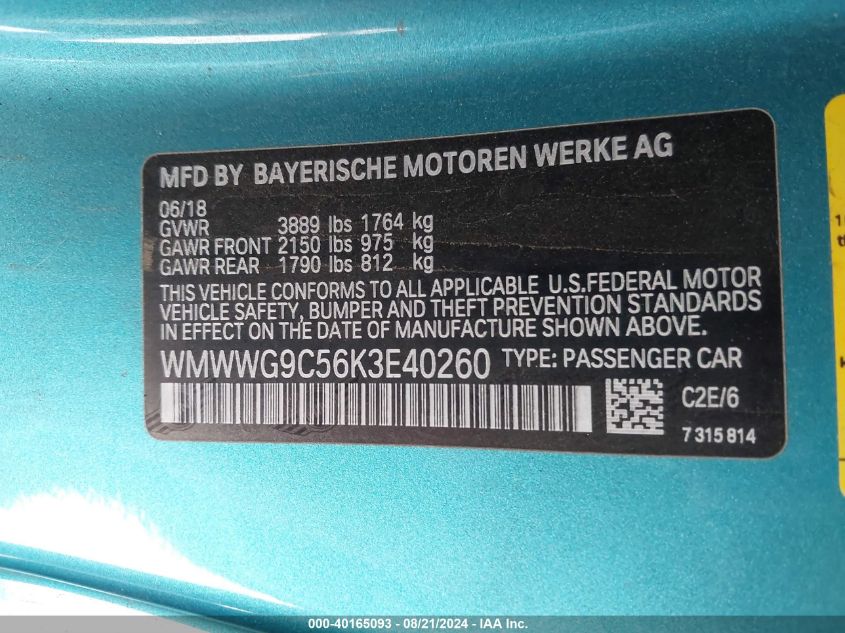 MFD BY BAYERISCHE MOTOREN WERKE AG
06/18
GVWR 3889 lbs 1764 kg
GAWR FRONT 2150 lbs 975 kg
GAWR REAR 1790 lbs 812 kg
THIS VEHICLE CONFORMS TO ALL APPLICABLE U.S.FEDERAL MOTOR
VEHICLE SAFETY, BUMPER AND THEFT PREVENTION STANDARDS
IN EFFECT ON THE DATE OF MANUFACTURE SHOWN ABOVE.
WMWWG9C56K3E40260 TYPE: PASSENGER CAR
C2E/6
7315814
000-40165093 - 08/21/2024 - IAA, Inc.